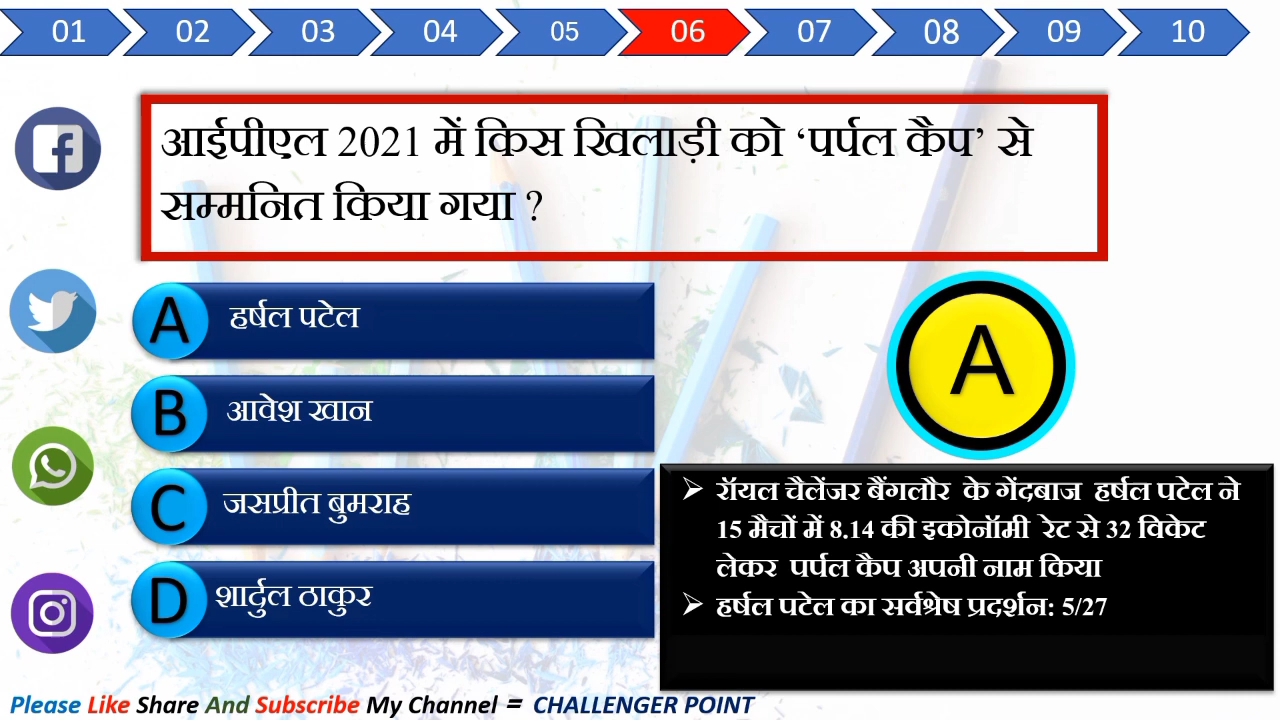 01 02 03 04 05 06 07 08 09 10
आईपीएल 2021 में किस खिलाड़ी को ‘पर्पल कैप’ से
सम्मनित किया गया ?
A हर्षल पटेल
B आवेश खान
C जसप्रीत बुमराह
D शार्दुल ठाकुर
A
➢ रॉयल चैलेंजर बैंगलौर के गेंदबाज हर्षल पटेल ने
15 मैचों में 8.14 की इकोनॉमी रेट से 32 विकेट
लेकर पर्पल कैप अपनी नाम किया
➢ हर्षल पटेल का सर्वश्रेष प्रदर्शन: 5/27
Please Like Share And Subscribe My Channel = CHALLENGER POINT